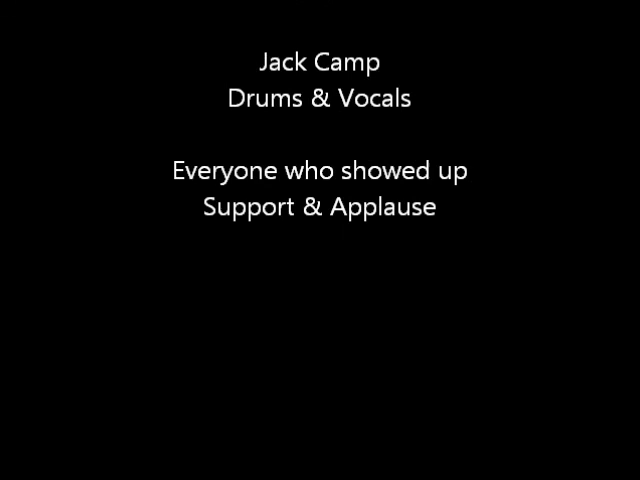 Jack Camp
Drums & Vocals
Everyone who showed up
Support & Applause